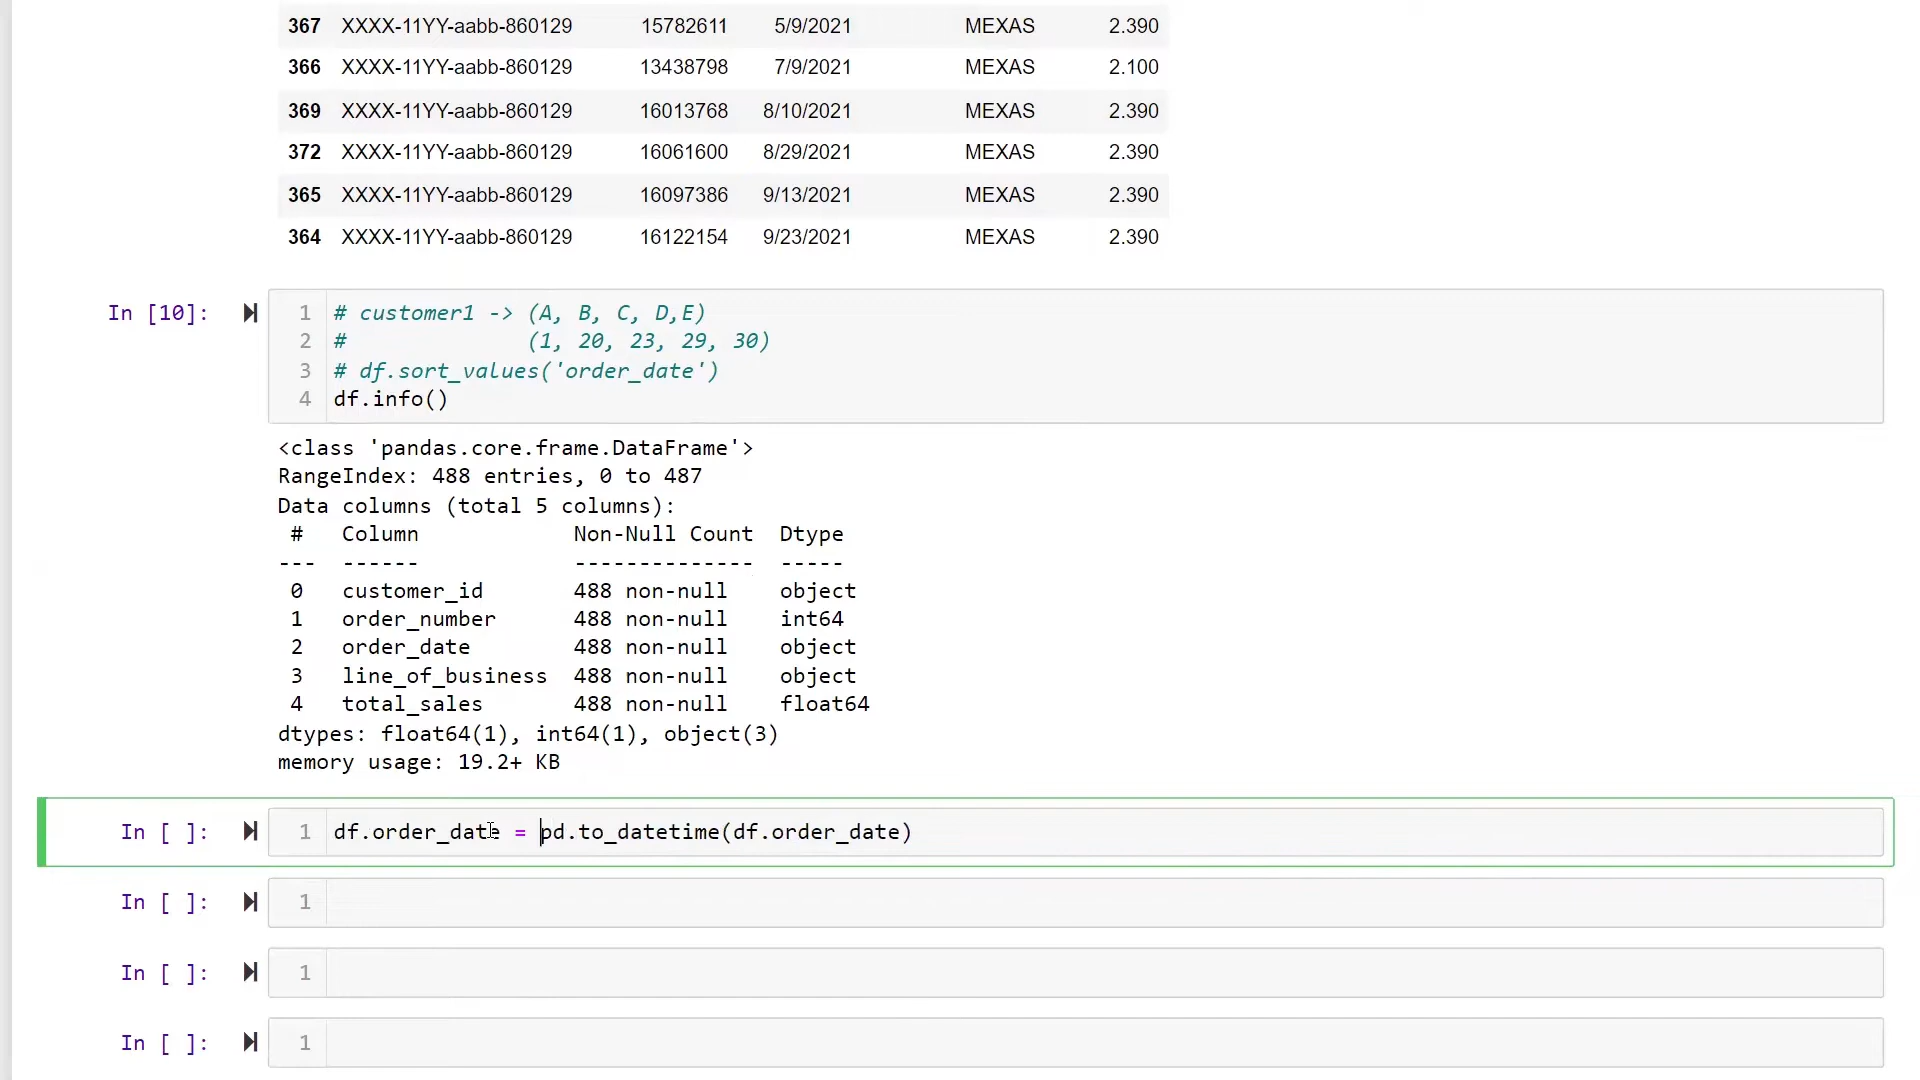 367 XXXX-11YY-aabb-860129 15782611 5/9/2021 MEXAS 2.390
366 XXXX-11YY-aabb-860129 13438798 7/9/2021 MEXAS 2.100
369 XXXX-11YY-aabb-860129 16013768 8/10/2021 MEXAS 2.390
372 XXXX-11YY-aabb-860129 16061600 8/29/2021 MEXAS 2.390
365 XXXX-11YY-aabb-860129 16097386 9/13/2021 MEXAS 2.390
364 XXXX-11YY-aabb-860129 16122154 9/23/2021 MEXAS 2.390
In [10]: 1 # customer1 -> (A, B, C, D,E)
2 # (1, 20, 23, 29, 30)
3 # df.sort_values('order_date')
4 df.info()
<class 'pandas.core.frame.DataFrame'>
RangeIndex: 488 entries, 0 to 487
Data columns (total 5 columns):
# Column Non-Null Count Dtype
--- ------ -------------- -----
0 customer_id 488 non-null object
1 order_number 488 non-null int64
2 order_date 488 non-null object
3 line_of_business 488 non-null object
4 total_sales 488 non-null float64
dtypes: float64(1), int64(1), object(3)
memory usage: 19.2+ KB
In [ ]: 1 df.order_date = pd.to_datetime(df.order_date)
In [ ]: 1
In [ ]: 1
In [ ]: 1